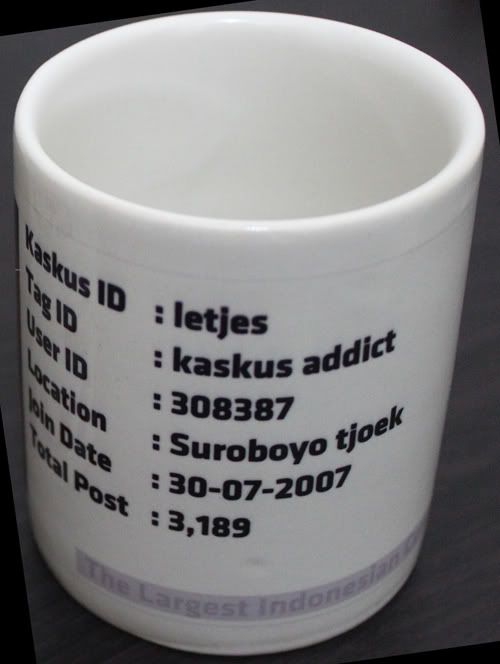 Kaskus ID : letjes
Tag ID : kaskus addict
User ID : 308387
Location : Suroboyo tjoek
Join Date : 30-07-2007
Total Post : 3,189
The Largest Indonesian